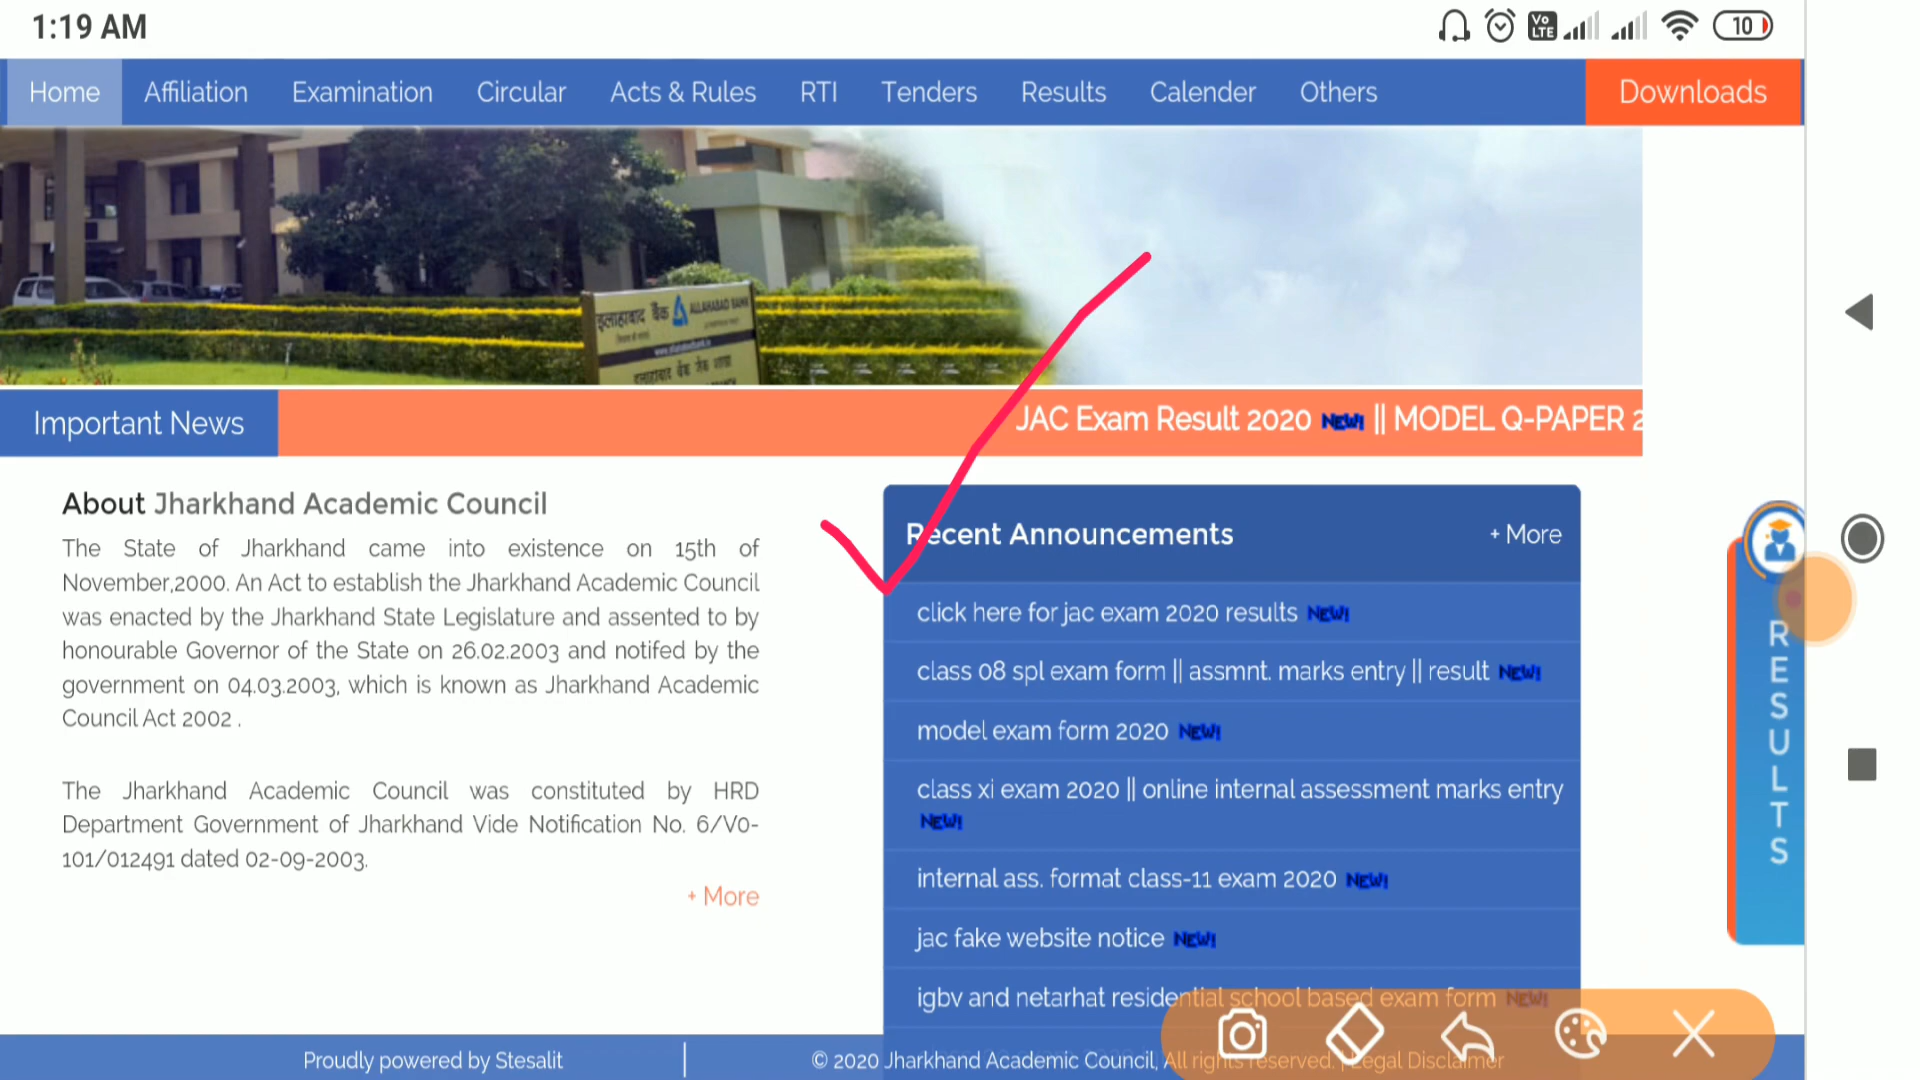 1:19 AM
Vo LTE
10
Home Affiliation Examination Circular Acts & Rules RTI Tenders Results Calender Others Downloads
इलाहाबाद बैंक ALLAHABAD BANK
इलाहाबाद बैंक
Important News
JAC Exam Result 2020 NEW! || MODEL Q-PAPER 2
About Jharkhand Academic Council
The State of Jharkhand came into existence on 15th of
November,2000. An Act to establish the Jharkhand Academic Council
was enacted by the Jharkhand State Legislature and assented to by
honourable Governor of the State on 26.02.2003 and notifed by the
government on 04.03.2003, which is known as Jharkhand Academic
Council Act 2002 .
The Jharkhand Academic Council was constituted by HRD
Department Government of Jharkhand Vide Notification No. 6/V0-
101/012491 dated 02-09-2003.
+ More
Recent Announcements + More
click here for jac exam 2020 results NEW!
class 08 spl exam form || assmnt. marks entry || result NEW!
model exam form 2020 NEW!
class xi exam 2020 || online internal assessment marks entry
NEW!
internal ass. format class-11 exam 2020 NEW!
jac fake website notice NEW!
igbv and netarhat residential school based exam form NEW!
RESULTS
Proudly powered by Stesalit
© 2020 Jharkhand Academic Council, All rights reserved. | Legal Disclaimer